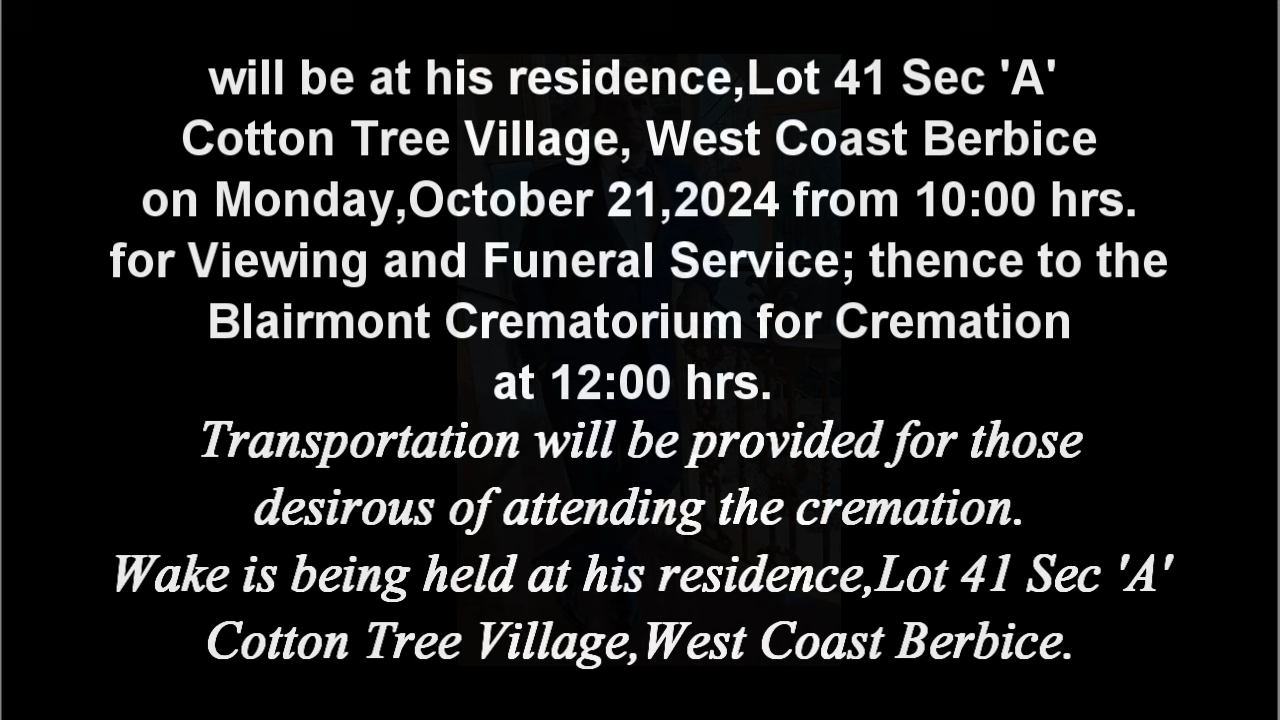 will be at his residence,Lot 41 Sec 'A'
Cotton Tree Village, West Coast Berbice
on Monday,October 21,2024 from 10:00 hrs.
for Viewing and Funeral Service; thence to the
Blairmont Crematorium for Cremation
at 12:00 hrs.
Transportation will be provided for those
desirous of attending the cremation.
Wake is being held at his residence,Lot 41 Sec 'A'
Cotton Tree Village,West Coast Berbice.